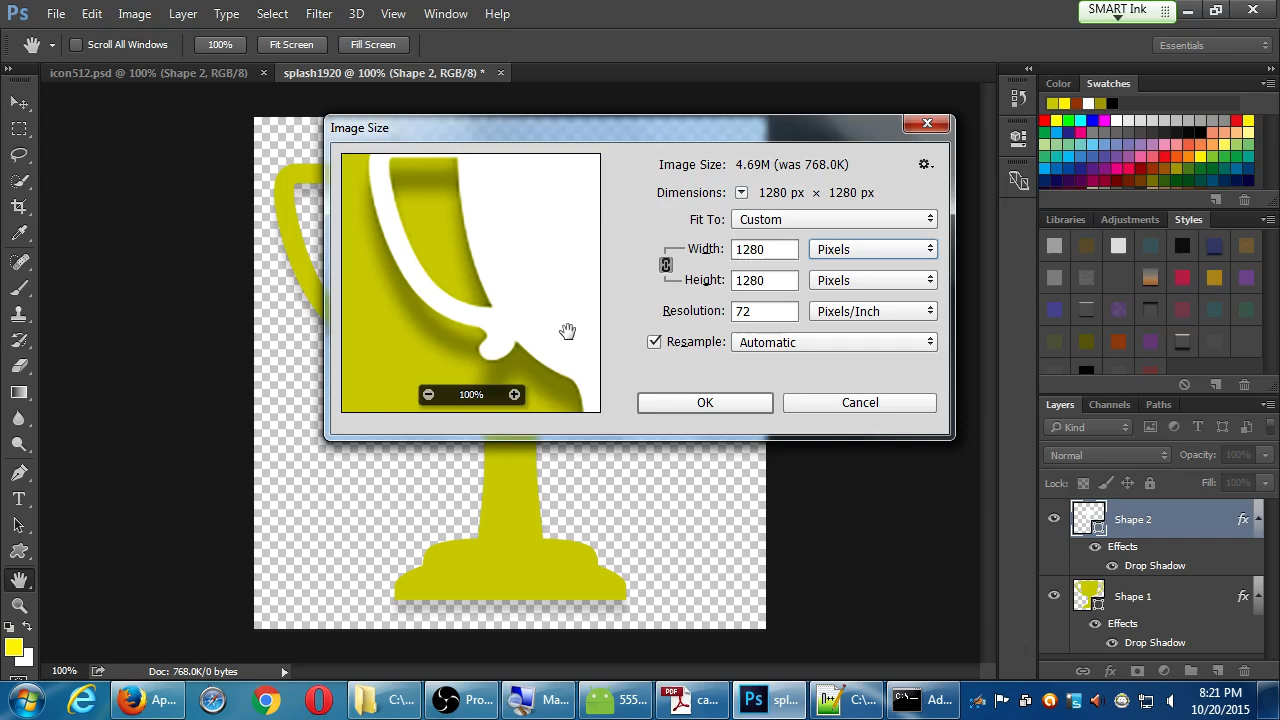 Ps File Edit Image Layer Type Select Filter 3D View Window Help
SMART Ink
Scroll All Windows 100% Fit Screen Fill Screen Essentials
icon512.psd @ 100% (Shape 2, RGB/8) × splash1920 @ 100% (Shape 2, RGB/8) * ×
Color Swatches
Image Size
Image Size: 4.69M (was 768.0K)
Dimensions: 1280 px × 1280 px
Fit To: Custom
Libraries Adjustments Styles
Width: 1280 Pixels
Height: 1280 Pixels
Resolution: 72 Pixels/Inch
Resample: Automatic
100%
OK Cancel
Layers Channels Paths
Kind
Normal Opacity: 100%
Lock: Fill: 100%
Shape 2 fx
Effects
Drop Shadow
Shape 1 fx
Effects
Drop Shadow
100% Doc: 768.0K/0 bytes
Ap... C:\... Pro... Ma... 555... ca... spl... C:\... Ad...
8:21 PM
10/20/2015